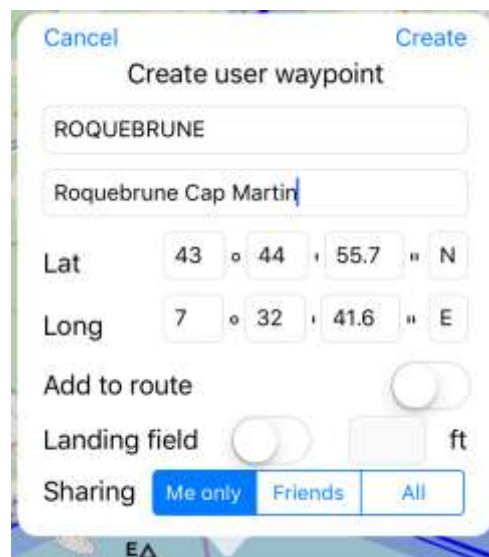 Cancel Create
Create user waypoint
ROQUEBRUNE
Roquebrune Cap Martin
Lat 43 ° 44 ' 55.7 " N
Long 7 ° 32 ' 41.6 " E
Add to route
Landing field ft
Sharing Me only Friends All
E